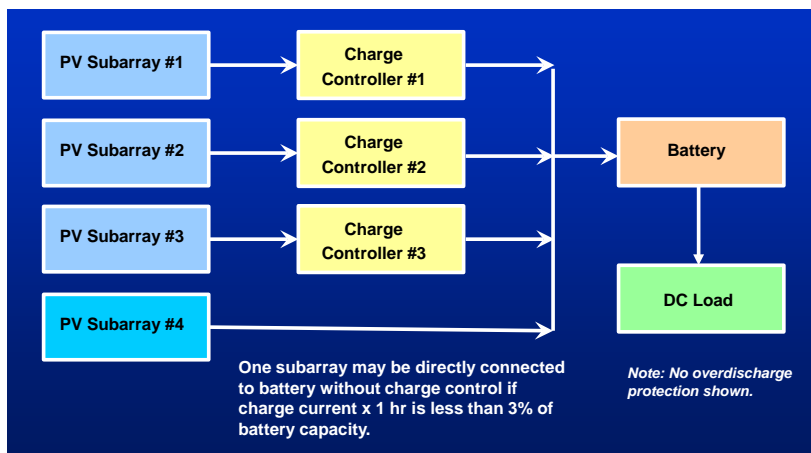 PV Subarray #1
Charge
Controller #1
PV Subarray #2
Charge
Controller #2
Battery
PV Subarray #3
Charge
Controller #3
PV Subarray #4
DC Load
One subarray may be directly connected
to battery without charge control if
charge current x 1 hr is less than 3% of
battery capacity.
Note: No overdischarge
protection shown.